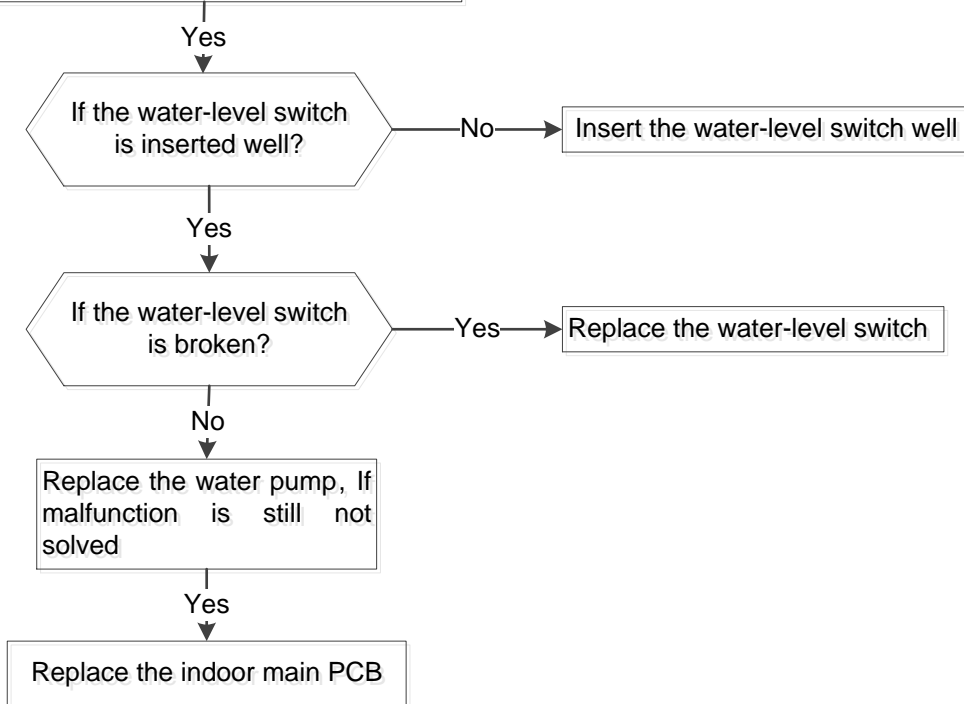 Yes
If the water-level switch
is inserted well?
No
Insert the water-level switch well
Yes
If the water-level switch
is broken?
Yes
Replace the water-level switch
No
Replace the water pump, If
malfunction is still not
solved
Yes
Replace the indoor main PCB